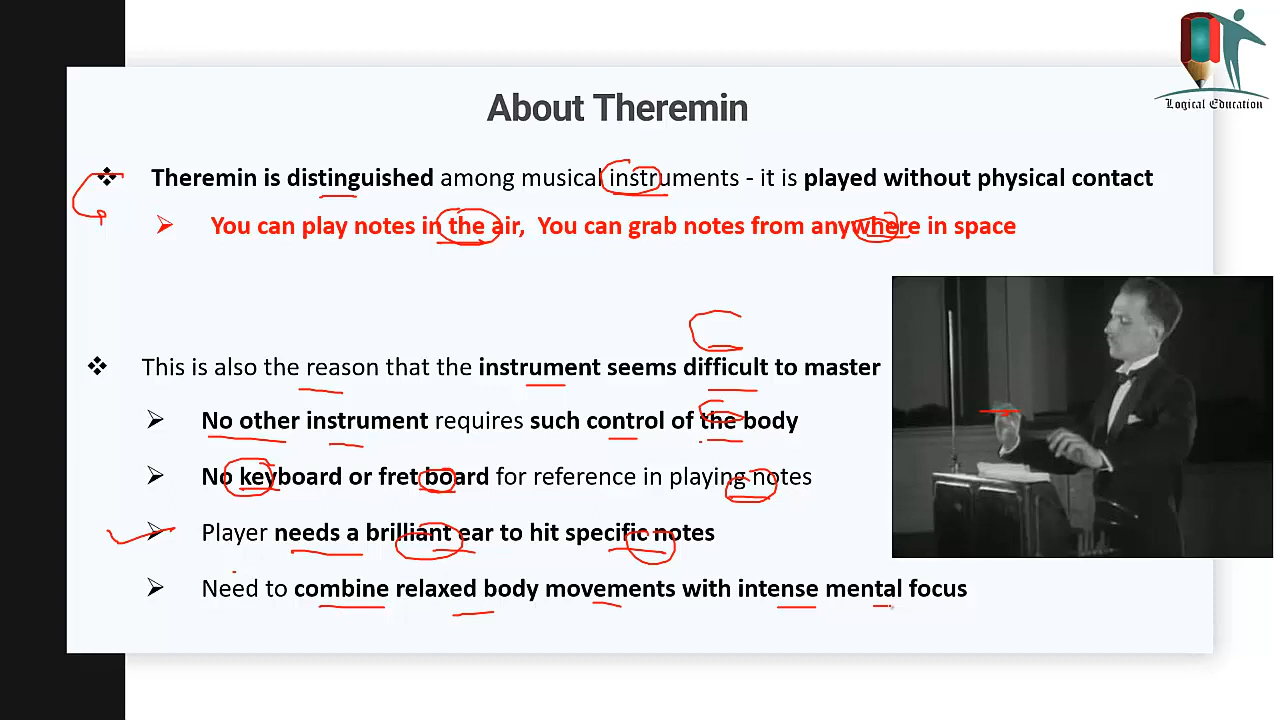 Logical Education
About Theremin
Theremin is distinguished among musical instruments - it is played without physical contact
You can play notes in the air, You can grab notes from anywhere in space
This is also the reason that the instrument seems difficult to master
No other instrument requires such control of the body
No keyboard or fret board for reference in playing notes
Player needs a brilliant ear to hit specific notes
Need to combine relaxed body movements with intense mental focus